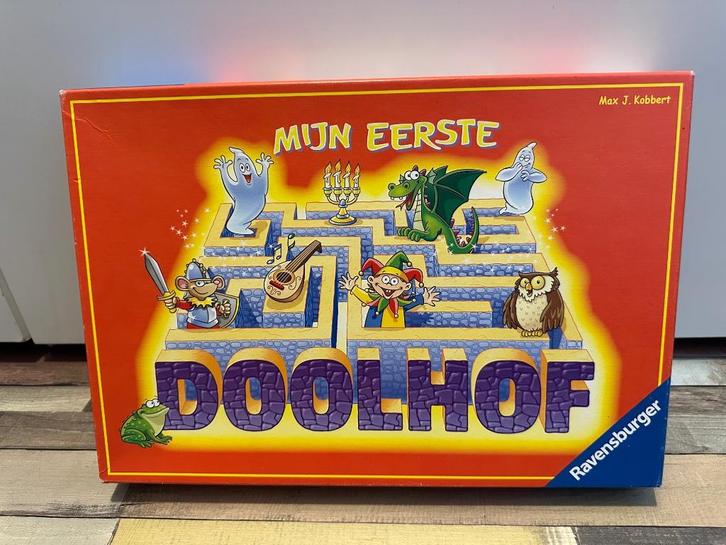 Max J. Kobbert
MIJN EERSTE
DOOLHOF
Ravensburger